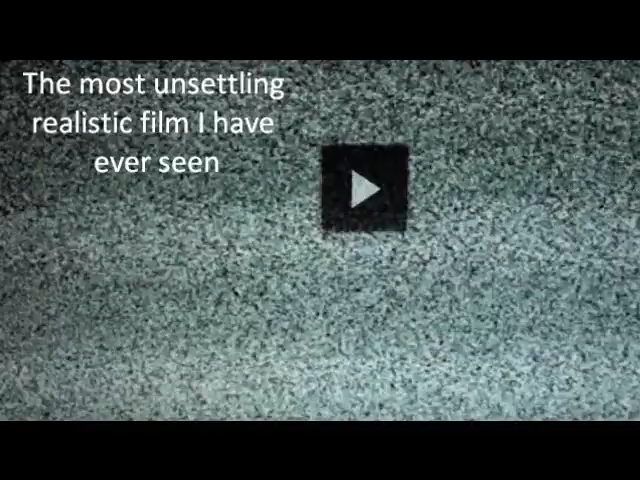 The most unsettling
realistic film I have
ever seen